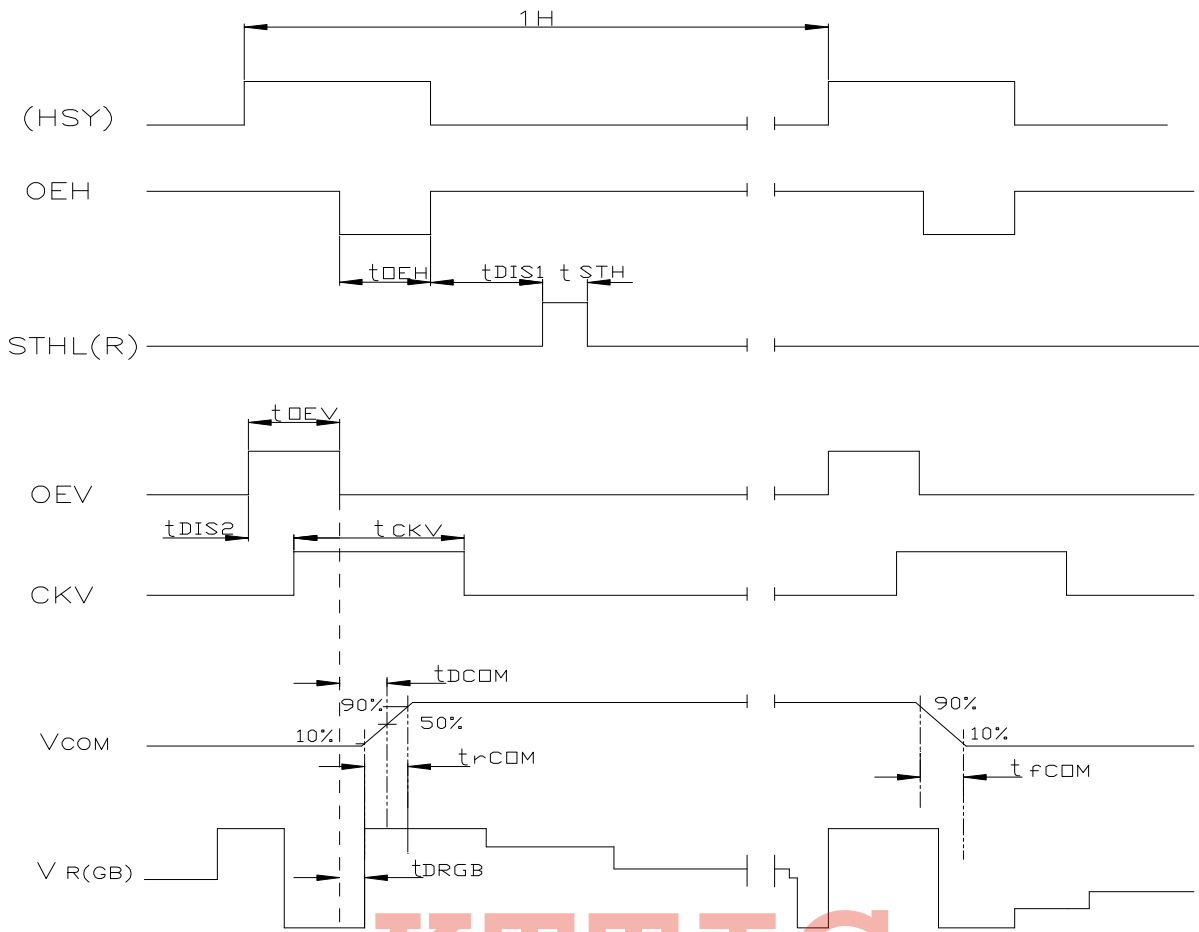 1H
(HSY)
OEH
tOEH
tDIS1
tSTH
STHL(R)
tOEV
OEV
tDIS2
tCKV
CKV
tDCOM
90%
50%
90%
10%
10%
VCOM
trCOM
tfCOM
V R(GB)
tDRGB